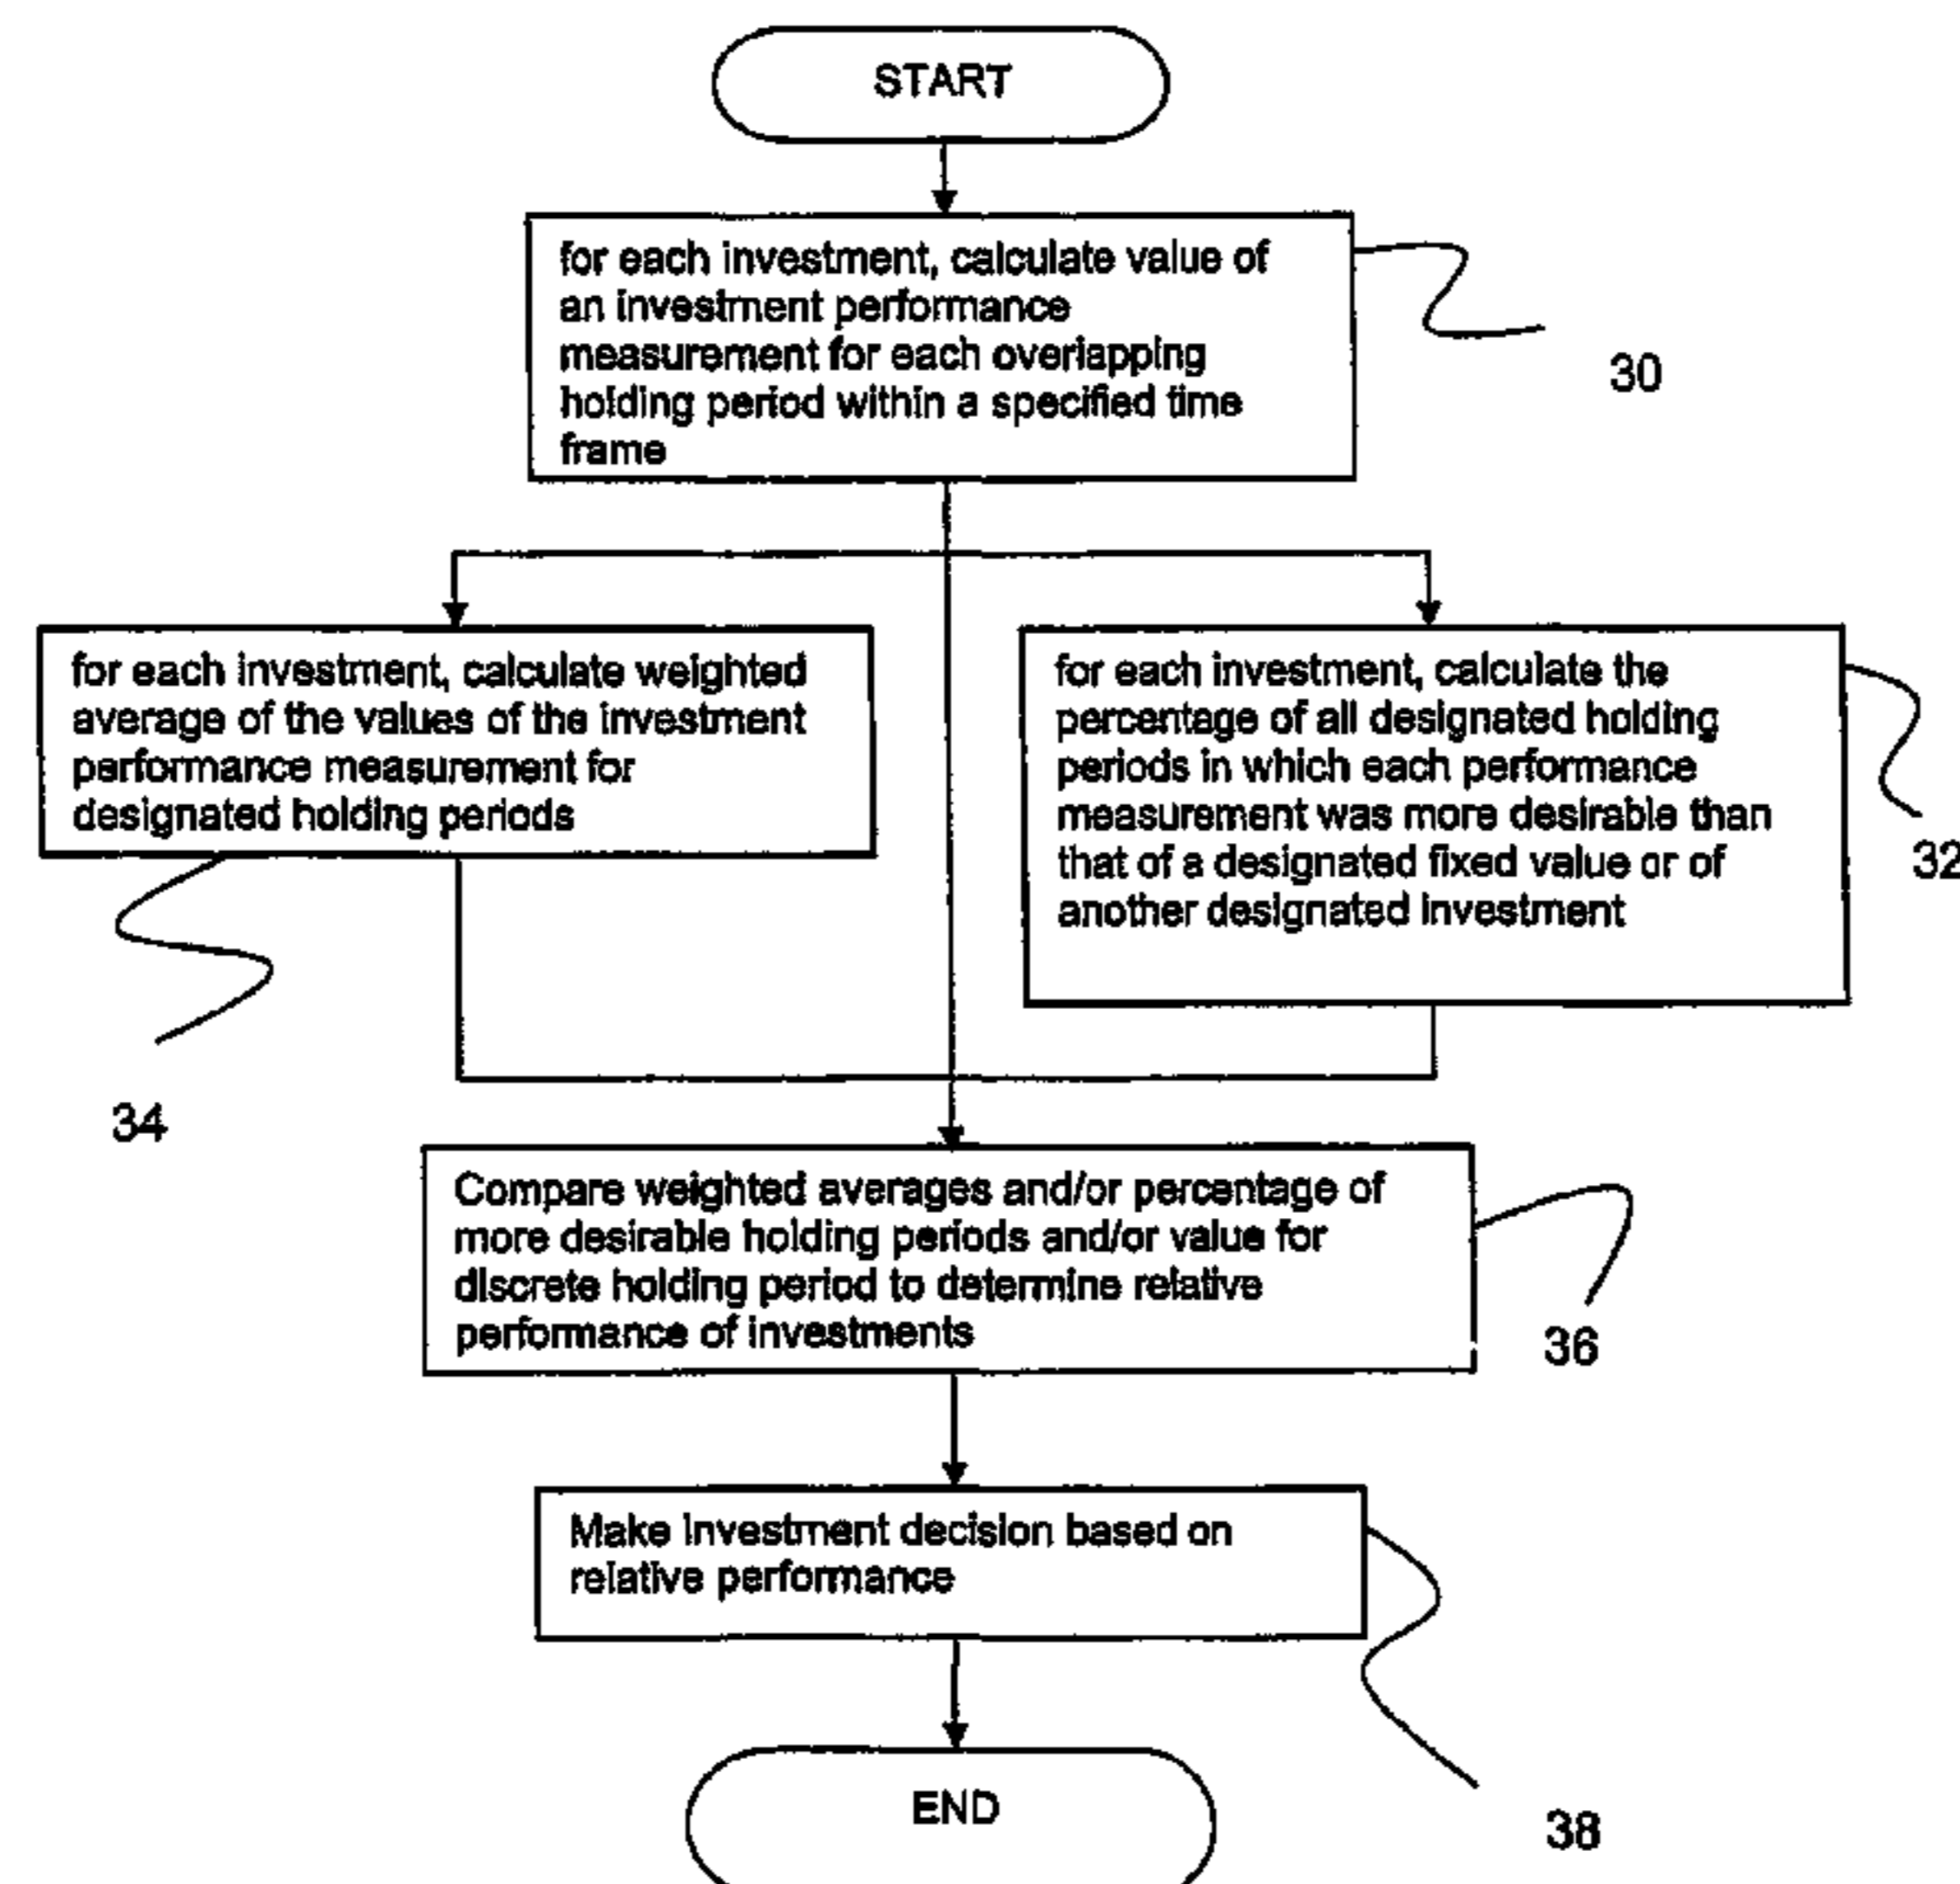 START
for each investment, calculate value of
an investment performance
measurement for each overlapping
holding period within a specified time
frame
30
for each investment, calculate weighted
average of the values of the investment
performance measurement for
designated holding periods
34
for each investment, calculate the
percentage of all designated holding
periods in which each performance
measurement was more desirable than
that of a designated fixed value or of
another designated investment
32
Compare weighted averages and/or percentage of
more desirable holding periods and/or value for
discrete holding period to determine relative
performance of investments
36
Make investment decision based on
relative performance
38
END